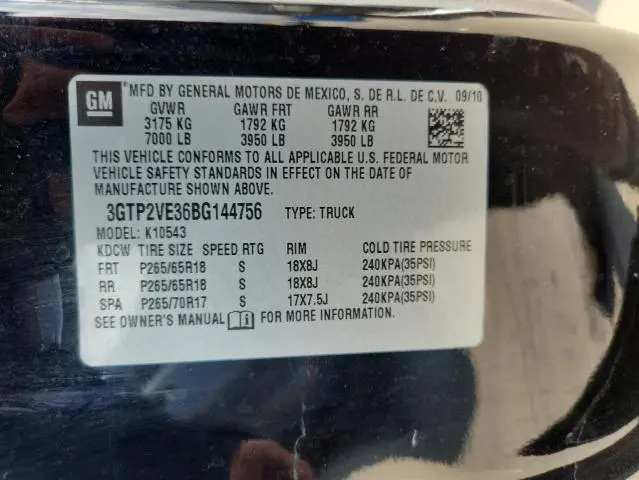 GM *MFD BY GENERAL MOTORS DE MEXICO, S. DE R.L. DE C.V. 09/10
GVWR GAWR FRT GAWR RR
3175 KG 1792 KG 1792 KG
7000 LB 3950 LB 3950 LB
THIS VEHICLE CONFORMS TO ALL APPLICABLE U.S. FEDERAL MOTOR
VEHICLE SAFETY STANDARDS IN EFFECT ON THE DATE OF
MANUFACTURE SHOWN ABOVE.
3GTP2VE36BG144756 TYPE: TRUCK
MODEL: K10543
KDCW TIRE SIZE SPEED RTG RIM COLD TIRE PRESSURE
FRT P265/65R18 S 18X8J 240KPA(35PSI)
RR P265/65R18 S 18X8J 240KPA(35PSI)
SPA P265/70R17 S 17X7.5J 240KPA(35PSI)
SEE OWNER'S MANUAL i FOR MORE INFORMATION.